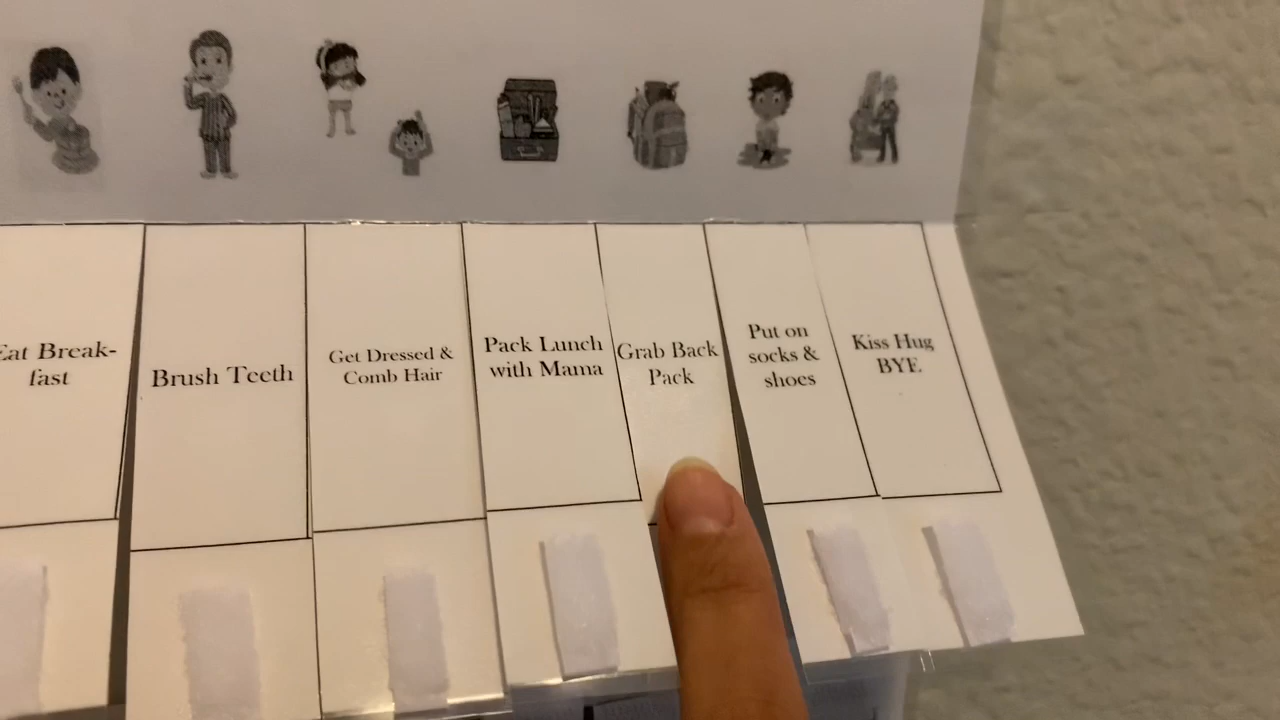 Eat Break-
fast
Brush Teeth
Get Dressed &
Comb Hair
Pack Lunch
with Mama
Grab Back
Pack
Put on
socks &
shoes
Kiss Hug
BYE